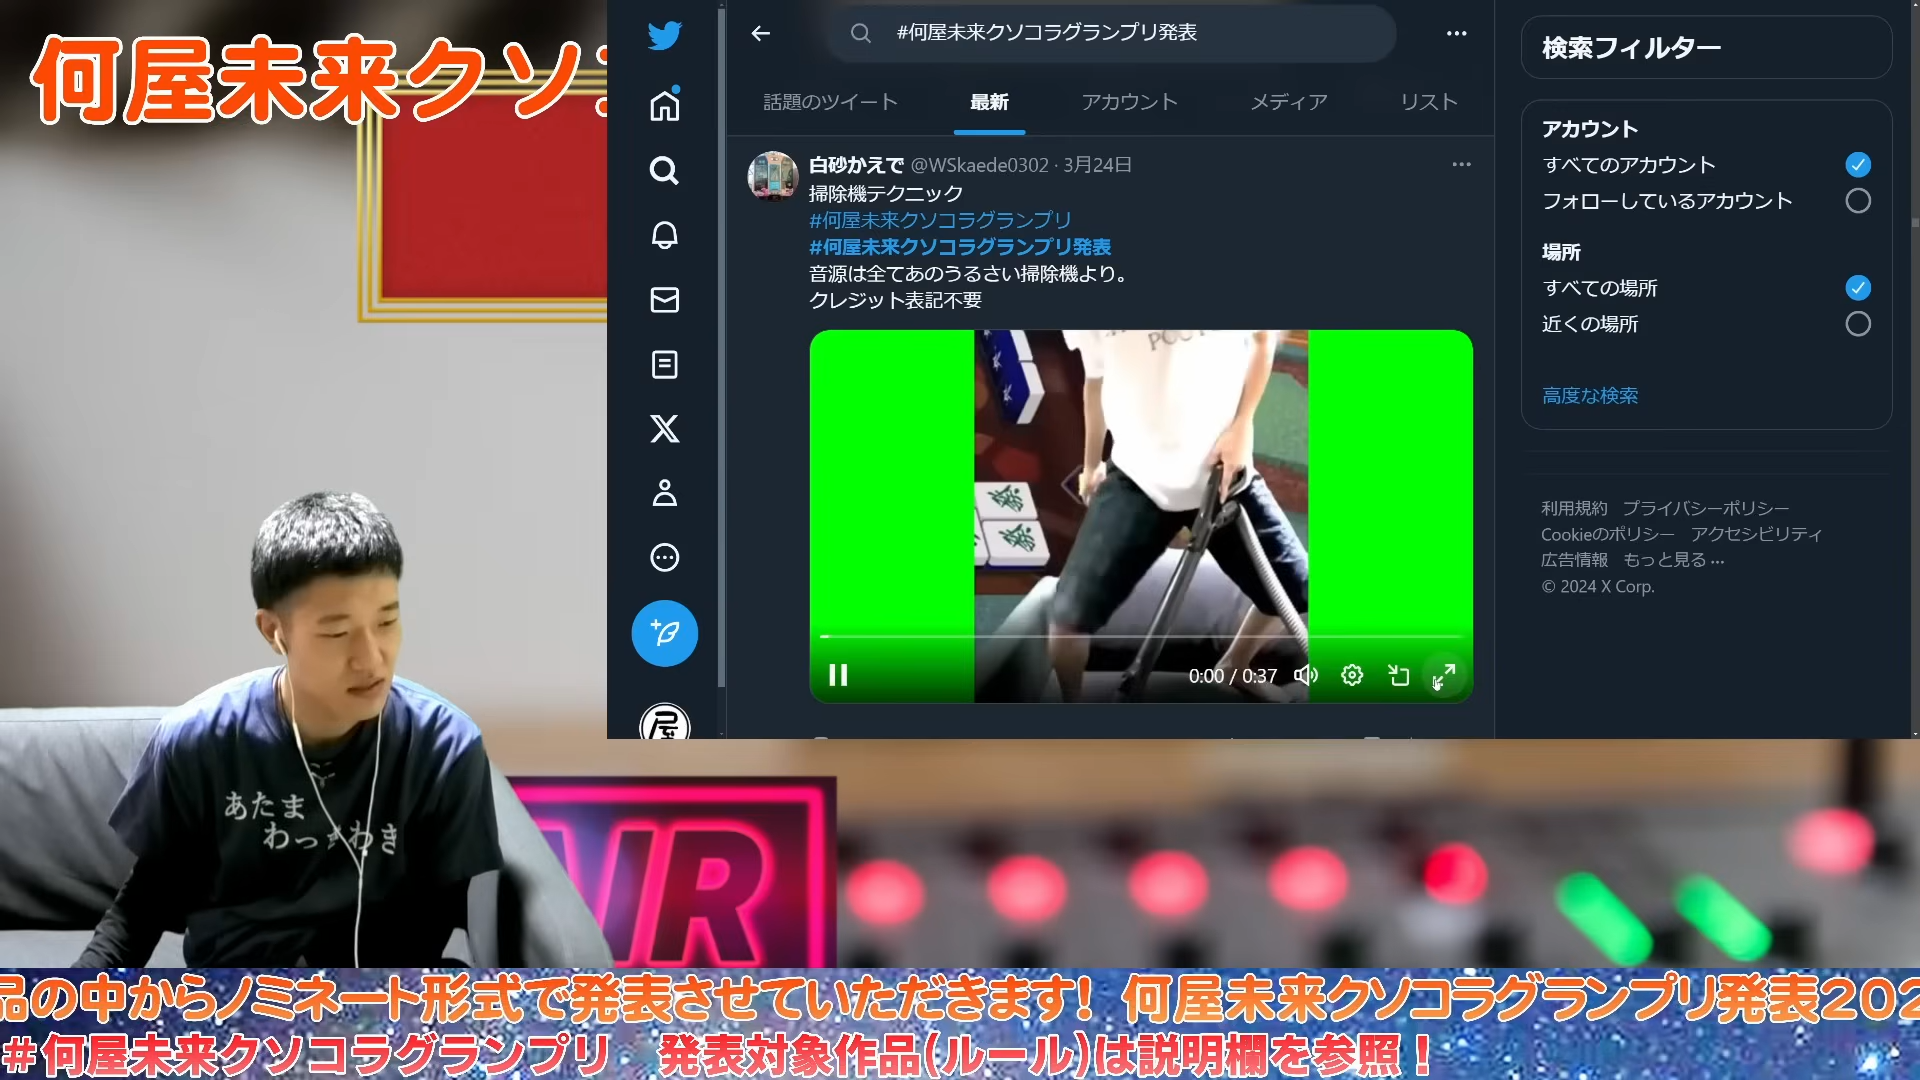 何屋未来クソ
#何屋未来クソコラグランプリ発表
話題のツイート
最新
アカウント
メディア
リスト
白砂かえで @WSkaede0302 · 3月24日
掃除機テクニック
#何屋未来クソコラグランプリ
#何屋未来クソコラグランプリ発表
音源は全てあのうるさい掃除機より。
クレジット表記不要
發
發
0:00 / 0:37
屋
検索フィルター
アカウント
すべてのアカウント
フォローしているアカウント
場所
すべての場所
近くの場所
高度な検索
利用規約 プライバシーポリシー
Cookieのポリシー アクセシビリティ
広告情報 もっと見る ···
© 2024 X Corp.
あたま
わっ わき
品の中からノミネート形式で発表させていただきます! 何屋未来クソコラグランプリ発表202
#何屋未来クソコラグランプリ 発表対象作品(ルール)は説明欄を参照!